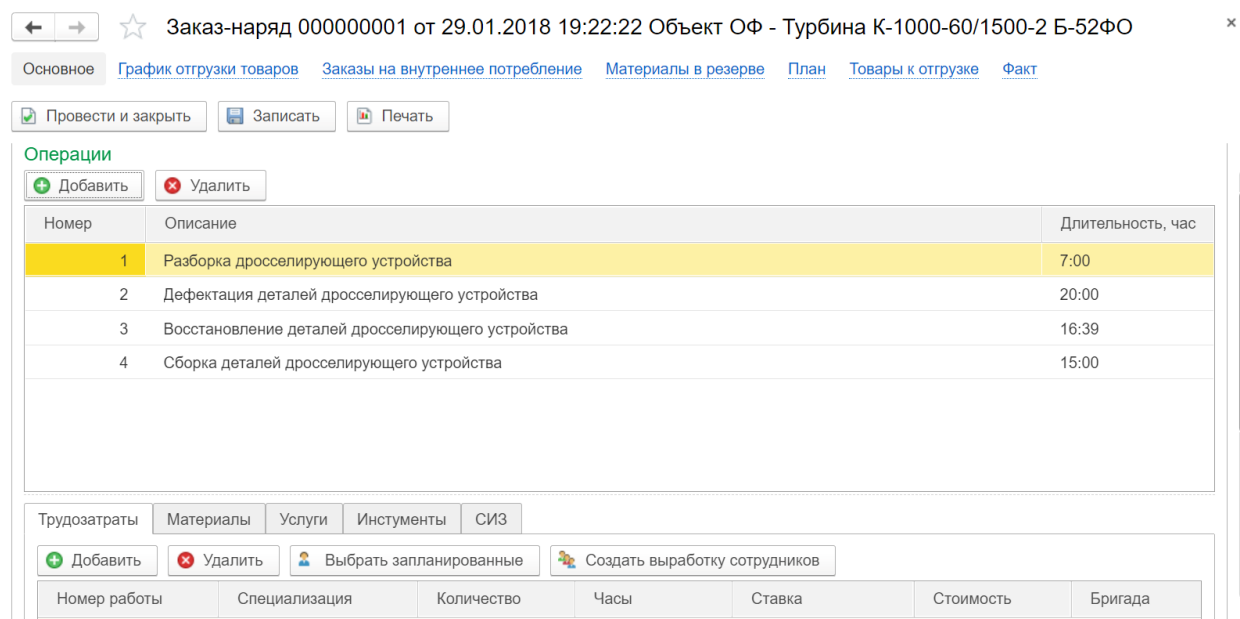 Заказ-наряд 000000001 от 29.01.2018 19:22:22 Объект ОФ - Турбина К-1000-60/1500-2 Б-52ФО
Основное График отгрузки товаров Заказы на внутреннее потребление Материалы в резерве План Товары к отгрузке Факт
Провести и закрыть Записать Печать
Операции
Добавить Удалить
Номер Описание Длительность, час
1 Разборка дросселирующего устройства 7:00
2 Дефектация деталей дросселирующего устройства 20:00
3 Восстановление деталей дросселирующего устройства 16:39
4 Сборка деталей дросселирующего устройства 15:00
Трудозатраты Материалы Услуги Инстументы СИЗ
Добавить Удалить Выбрать запланированные Создать выработку сотрудников
Номер работы Специализация Количество Часы Ставка Стоимость Бригада